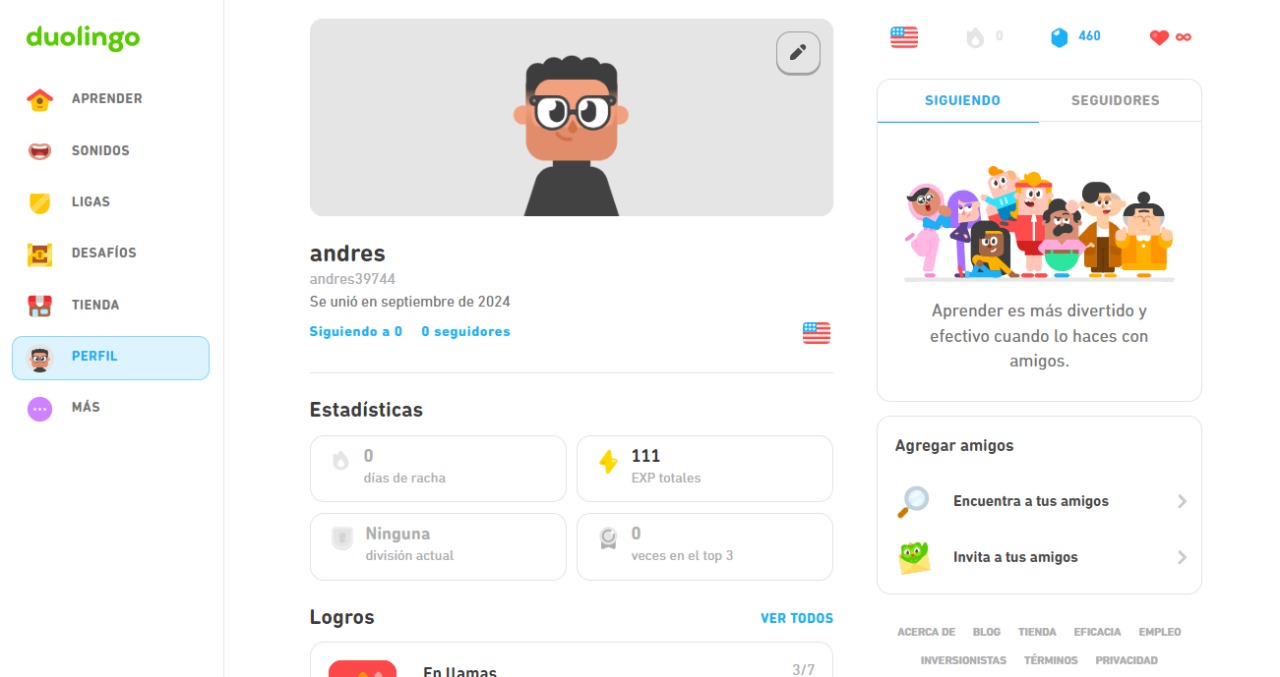 duolingo
APRENDER
SONIDOS
LIGAS
DESAFÍOS
TIENDA
PERFIL
MÁS
andres
andres39744
Se unió en septiembre de 2024
Siguiendo a 0 0 seguidores
Estadísticas
0
días de racha
111
EXP totales
Ninguna
división actual
0
veces en el top 3
Logros VER TODOS
En llamas 3/7
0 460 ∞
SIGUIENDO SEGUIDORES
Aprender es más divertido y
efectivo cuando lo haces con
amigos.
Agregar amigos
Encuentra a tus amigos
Invita a tus amigos
ACERCA DE BLOG TIENDA EFICACIA EMPLEO
INVERSIONISTAS TÉRMINOS PRIVACIDAD